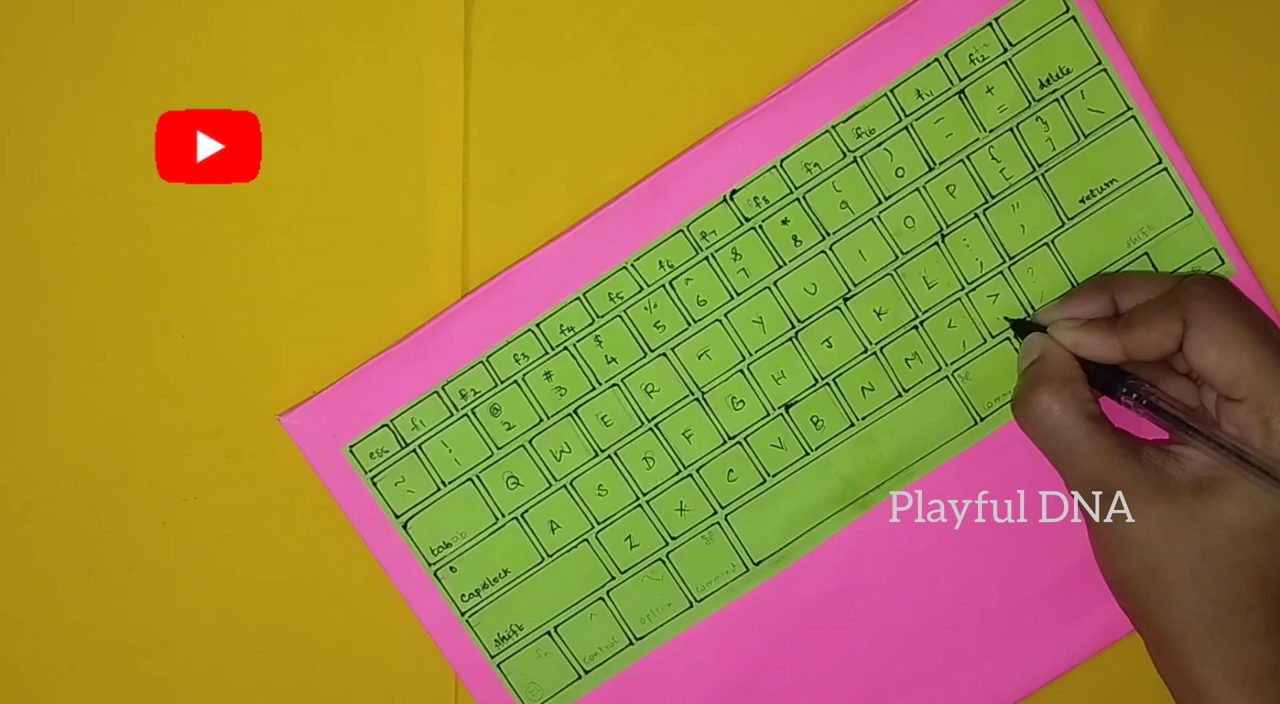 esc f1 f2 f3 f4 f5 f6 f7 f8 f9 f10 f11 f12
~ ` ! 1 @ 2 # 3 $ 4 % 5 ^ 6 & 7 * 8 ( 9 ) 0 - + = delete
tab Q W E R T Y U I O P { [ } ] \
capslock A S D F G H J K L : ; " ' return
shift Z X C V B N M < , > . ? / shift
fn control option command
Playful DNA